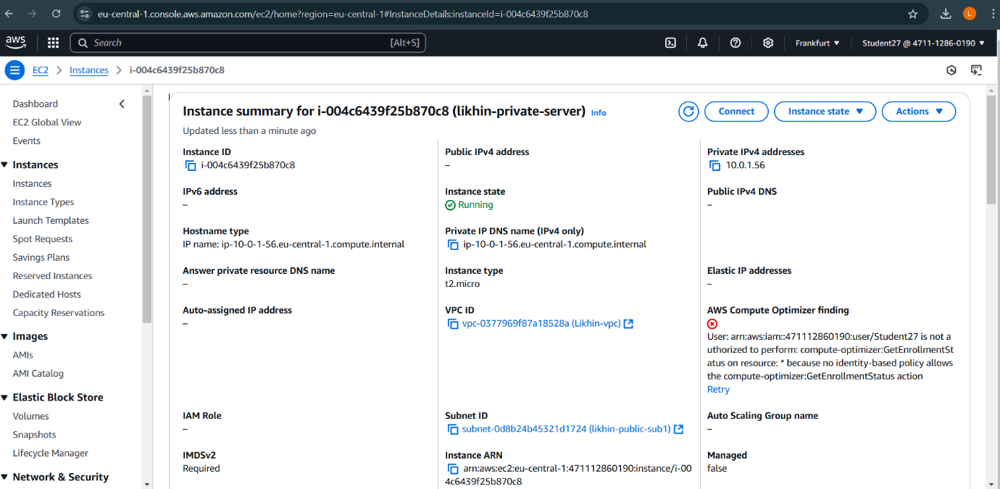 eu-central-1.console.aws.amazon.com/ec2/home?region=eu-central-1#InstanceDetails:instanceId=i-004c6439f25b870c8
L
aws
Search
[Alt+S]
Frankfurt
Student27 @ 4711-1286-0190
EC2
Instances
i-004c6439f25b870c8
Dashboard
EC2 Global View
Events
Instances
Instances
Instance Types
Launch Templates
Spot Requests
Savings Plans
Reserved Instances
Dedicated Hosts
Capacity Reservations
Images
AMIs
AMI Catalog
Elastic Block Store
Volumes
Snapshots
Lifecycle Manager
Network & Security
Instance summary for i-004c6439f25b870c8 (likhin-private-server) Info
Connect
Instance state
Actions
Updated less than a minute ago
Instance ID
i-004c6439f25b870c8
Public IPv4 address
–
Private IPv4 addresses
10.0.1.56
IPv6 address
–
Instance state
Running
Public IPv4 DNS
–
Hostname type
IP name: ip-10-0-1-56.eu-central-1.compute.internal
Private IP DNS name (IPv4 only)
ip-10-0-1-56.eu-central-1.compute.internal
Answer private resource DNS name
–
Instance type
t2.micro
Elastic IP addresses
–
Auto-assigned IP address
–
VPC ID
vpc-0377969f87a18528a (Likhin-vpc)
AWS Compute Optimizer finding
User: arn:aws:iam::471112860190:user/Student27 is not a
uthorized to perform: compute-optimizer:GetEnrollmentSt
atus on resource: * because no identity-based policy allows
the compute-optimizer:GetEnrollmentStatus action
Retry
IAM Role
–
Subnet ID
subnet-0d8b24b45321d1724 (likhin-public-sub1)
Auto Scaling Group name
–
IMDSv2
Required
Instance ARN
arn:aws:ec2:eu-central-1:471112860190:instance/i-00
4c6439f25b870c8
Managed
false